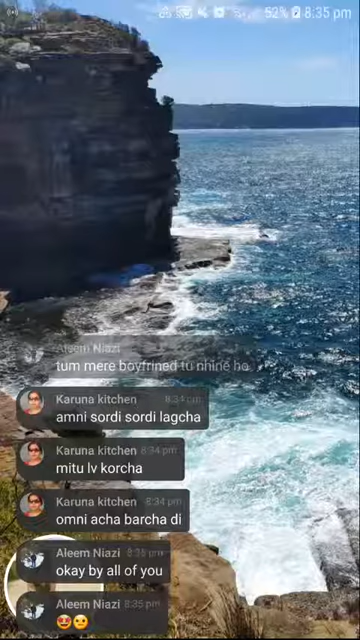 52% 8:35 pm
Aleem Niazi
tum mere boyfrined tu nhine ho
Karuna kitchen 8:34 pm
amni sordi sordi lagcha
Karuna kitchen 8:34 pm
mitu lv korcha
Karuna kitchen 8:34 pm
omni acha barcha di
Aleem Niazi 8:35 pm
okay by all of you
Aleem Niazi 8:35 pm